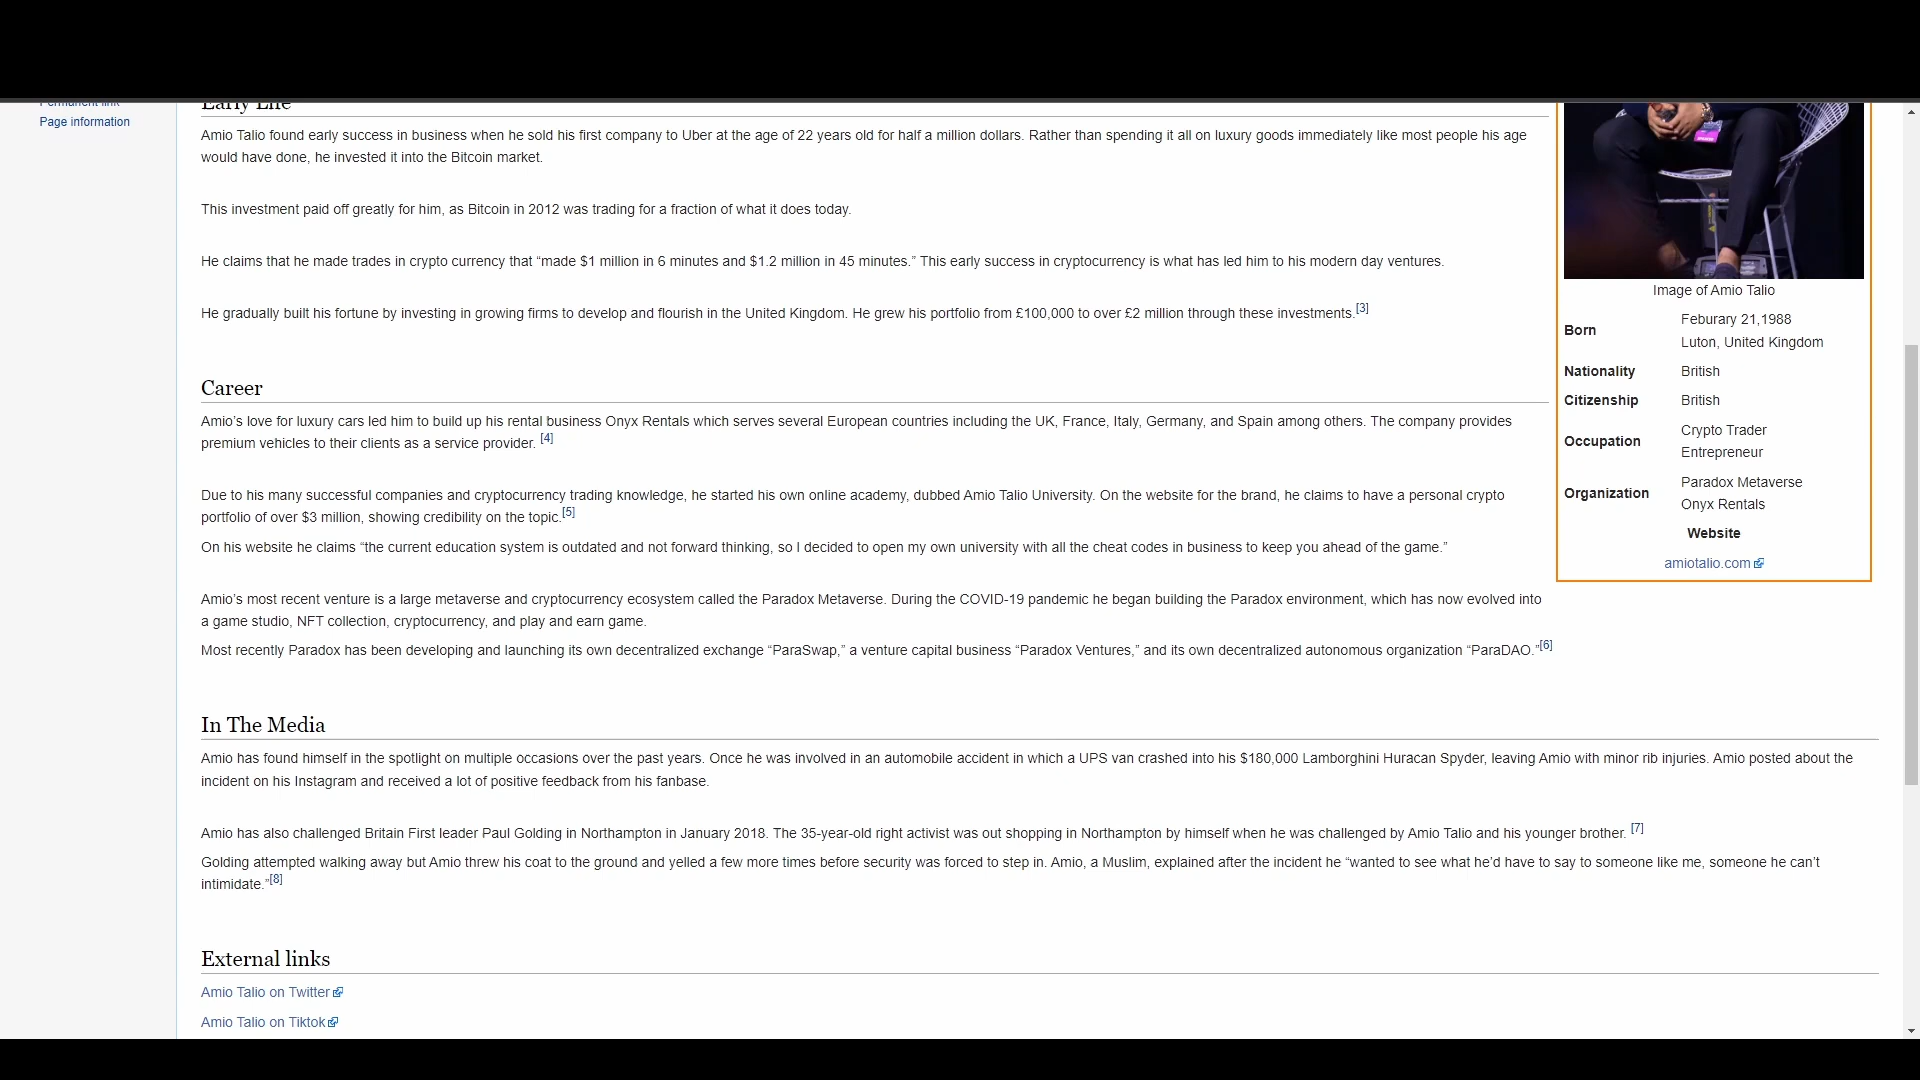 Permanent link
Page information
Early Life
Amio Talio found early success in business when he sold his first company to Uber at the age of 22 years old for half a million dollars. Rather than spending it all on luxury goods immediately like most people his age
would have done, he invested it into the Bitcoin market.
This investment paid off greatly for him, as Bitcoin in 2012 was trading for a fraction of what it does today.
He claims that he made trades in crypto currency that “made $1 million in 6 minutes and $1.2 million in 45 minutes.” This early success in cryptocurrency is what has led him to his modern day ventures.
He gradually built his fortune by investing in growing firms to develop and flourish in the United Kingdom. He grew his portfolio from £100,000 to over £2 million through these investments.[3]
Career
Amio’s love for luxury cars led him to build up his rental business Onyx Rentals which serves several European countries including the UK, France, Italy, Germany, and Spain among others. The company provides
premium vehicles to their clients as a service provider. [4]
Due to his many successful companies and cryptocurrency trading knowledge, he started his own online academy, dubbed Amio Talio University. On the website for the brand, he claims to have a personal crypto
portfolio of over $3 million, showing credibility on the topic.[5]
On his website he claims “the current education system is outdated and not forward thinking, so I decided to open my own university with all the cheat codes in business to keep you ahead of the game.”
Amio’s most recent venture is a large metaverse and cryptocurrency ecosystem called the Paradox Metaverse. During the COVID-19 pandemic he began building the Paradox environment, which has now evolved into
a game studio, NFT collection, cryptocurrency, and play and earn game.
Most recently Paradox has been developing and launching its own decentralized exchange “ParaSwap,” a venture capital business “Paradox Ventures,” and its own decentralized autonomous organization “ParaDAO.”[6]
Image of Amio Talio
Born
Feburary 21,1988
Luton, United Kingdom
Nationality British
Citizenship British
Occupation
Crypto Trader
Entrepreneur
Organization
Paradox Metaverse
Onyx Rentals
Website
amiotalio.com
In The Media
Amio has found himself in the spotlight on multiple occasions over the past years. Once he was involved in an automobile accident in which a UPS van crashed into his $180,000 Lamborghini Huracan Spyder, leaving Amio with minor rib injuries. Amio posted about the
incident on his Instagram and received a lot of positive feedback from his fanbase.
Amio has also challenged Britain First leader Paul Golding in Northampton in January 2018. The 35-year-old right activist was out shopping in Northampton by himself when he was challenged by Amio Talio and his younger brother. [7]
Golding attempted walking away but Amio threw his coat to the ground and yelled a few more times before security was forced to step in. Amio, a Muslim, explained after the incident he “wanted to see what he’d have to say to someone like me, someone he can’t
intimidate.”[8]
External links
Amio Talio on Twitter
Amio Talio on Tiktok